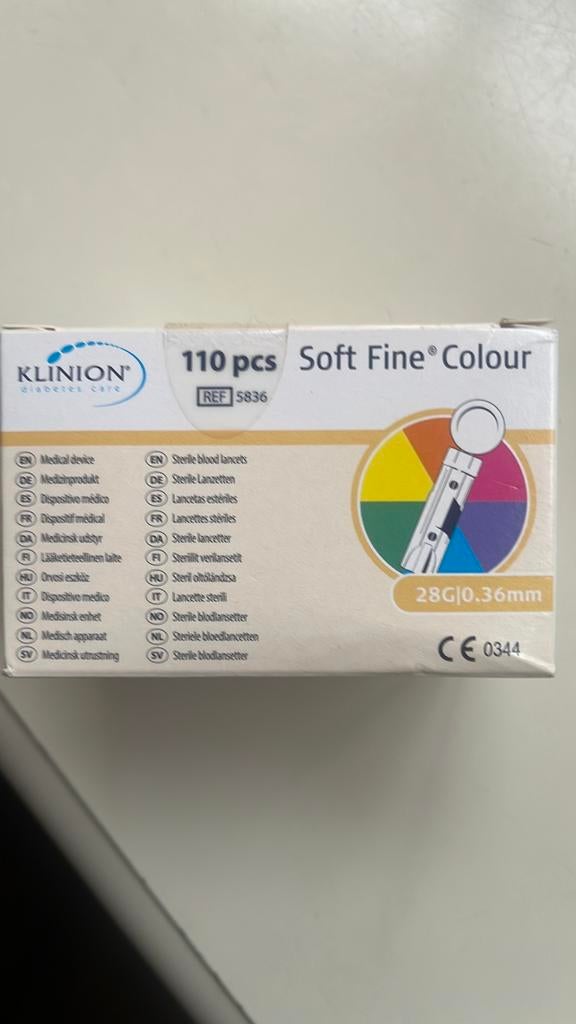 KLINION®
diabetes care
110 pcs
REF 5836
Soft Fine® Colour
EN Medical device
DE Medizinprodukt
ES Dispositivo médico
FR Dispositif médical
DA Medicinsk udstyr
FI Lääketieteellinen laite
HU Orvosi eszköz
IT Dispositivo medico
NO Medisinsk enhet
NL Medisch apparaat
SV Medicinsk utrustning
EN Sterile blood lancets
DE Sterile Lanzetten
ES Lancetas estériles
FR Lancettes stériles
DA Sterile lancetter
FI Steriilit verilansetit
HU Steril oltólándzsa
IT Lancette sterili
NO Sterile blodlansetter
NL Steriele bloedlancetten
SV Sterile blodlansetter
28G|0.36mm
CE 0344